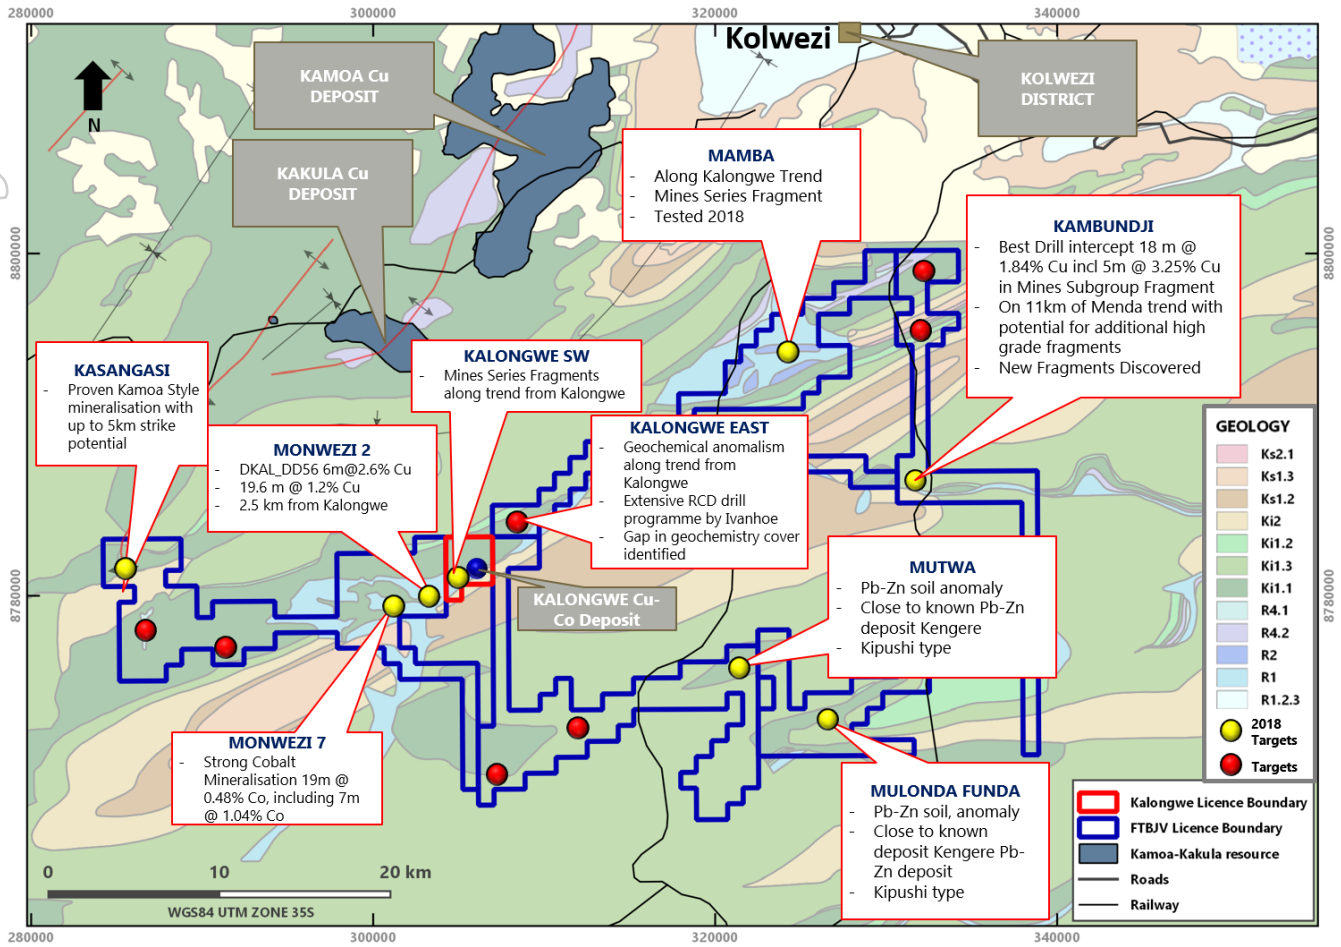 280000
300000
320000
340000
Kolwezi
KAMOA Cu
DEPOSIT
KOLWEZI
DISTRICT
N
KAKULA Cu
DEPOSIT
MAMBA
- Along Kalongwe Trend
- Mines Series Fragment
- Tested 2018
KAMBUNDJI
- Best Drill intercept 18 m @
1.84% Cu incl 5m @ 3.25% Cu
in Mines Subgroup Fragment
- On 11km of Menda trend with
potential for additional high
grade fragments
- New Fragments Discovered
8800000
8800000
KASANGASI
- Proven Kamoa Style
mineralisation with
up to 5km strike
potential
KALONGWE SW
- Mines Series Fragments
along trend from Kalongwe
MONWEZI 2
- DKAL_DD56 6m@2.6% Cu
- 19.6 m @ 1.2% Cu
- 2.5 km from Kalongwe
KALONGWE EAST
- Geochemical anomalism
along trend from
Kalongwe
- Extensive RCD drill
programme by Ivanhoe
- Gap in geochemistry cover
identified
GEOLOGY
Ks2.1
Ks1.3
Ks1.2
Ki2
Ki1.2
Ki1.3
Ki1.1
R4.1
R4.2
R2
R1
R1.2.3
2018
Targets
Targets
8780000
8780000
KALONGWE Cu-
Co Deposit
MUTWA
- Pb-Zn soil anomaly
- Close to known Pb-Zn
deposit Kengere
- Kipushi type
MONWEZI 7
- Strong Cobalt
Mineralisation 19m @
0.48% Co, including 7m
@ 1.04% Co
MULONDA FUNDA
- Pb-Zn soil, anomaly
- Close to known
deposit Kengere Pb-
Zn deposit
- Kipushi type
Kalongwe Licence Boundary
FTBJV Licence Boundary
Kamoa-Kakula resource
Roads
Railway
0
10
20 km
WGS84 UTM ZONE 35S
280000
300000
320000
340000